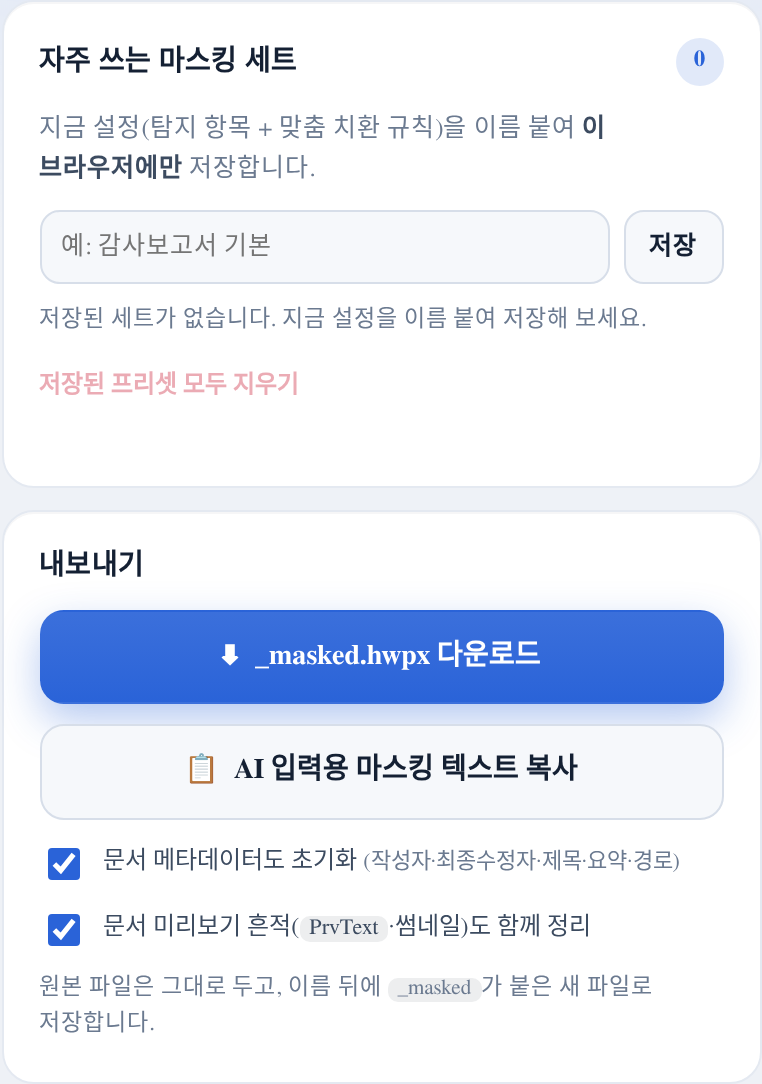 자주 쓰는 마스킹 세트
0
지금 설정(탐지 항목 + 맞춤 치환 규칙)을 이름 붙여 이
브라우저에만 저장합니다.
예: 감사보고서 기본
저장
저장된 세트가 없습니다. 지금 설정을 이름 붙여 저장해 보세요.
저장된 프리셋 모두 지우기
내보내기
⬇ _masked.hwpx 다운로드
📋 AI 입력용 마스킹 텍스트 복사
문서 메타데이터도 초기화 (작성자·최종수정자·제목·요약·경로)
문서 미리보기 흔적(PrvText·썸네일)도 함께 정리
원본 파일은 그대로 두고, 이름 뒤에 _masked가 붙은 새 파일로
저장합니다.